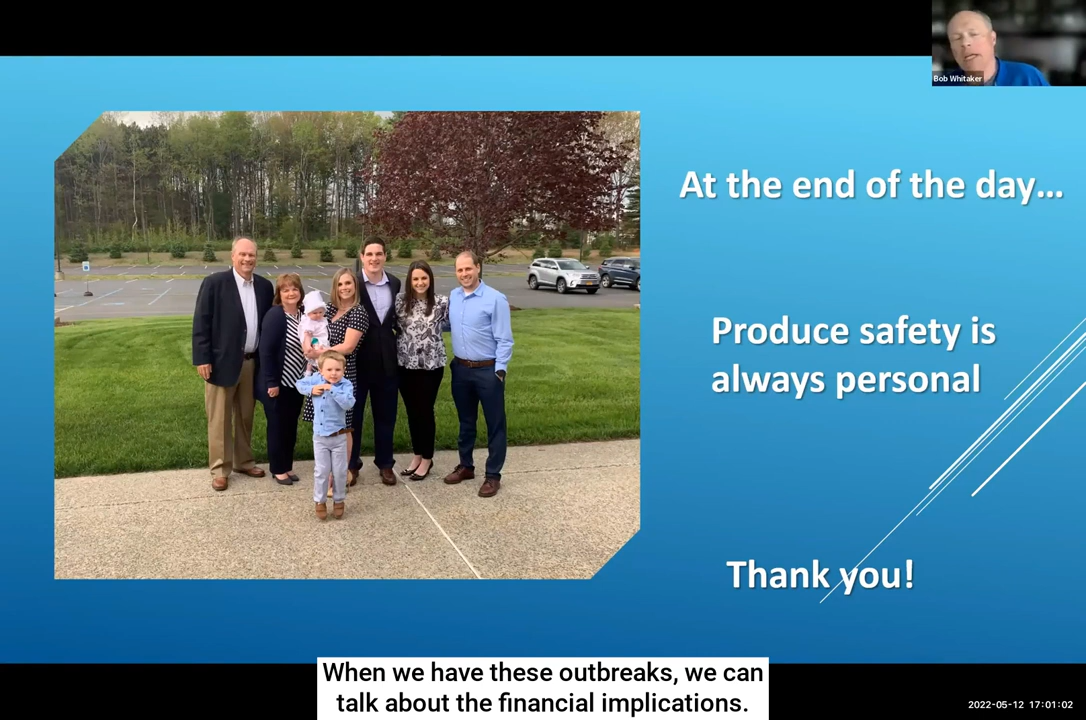 Bob Whitaker
At the end of the day...
Produce safety is
always personal
Thank you!
When we have these outbreaks, we can
talk about the financial implications.
2022-05-12 17:01:02